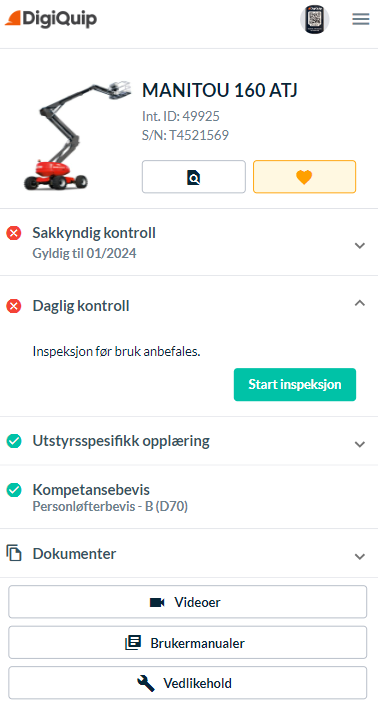 DigiQuip
MANITOU 160 ATJ
Int. ID: 49925
S/N: T4521569
Sakkyndig kontroll
Gyldig til 01/2024
Daglig kontroll
Inspeksjon før bruk anbefales.
Start inspeksjon
Utstyrsspesifikk opplæring
Kompetansebevis
Personløfterbevis - B (D70)
Dokumenter
Videoer
Brukermanualer
Vedlikehold